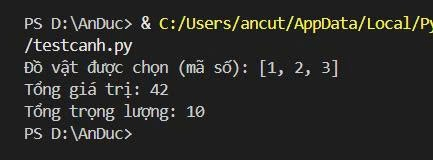 PS D:\AnDuc> & C:/Users/ancut/AppData/Local/Py
/testcanh.py
Đồ vật được chọn (mã số): [1, 2, 3]
Tổng giá trị: 42
Tổng trọng lượng: 10
PS D:\AnDuc>